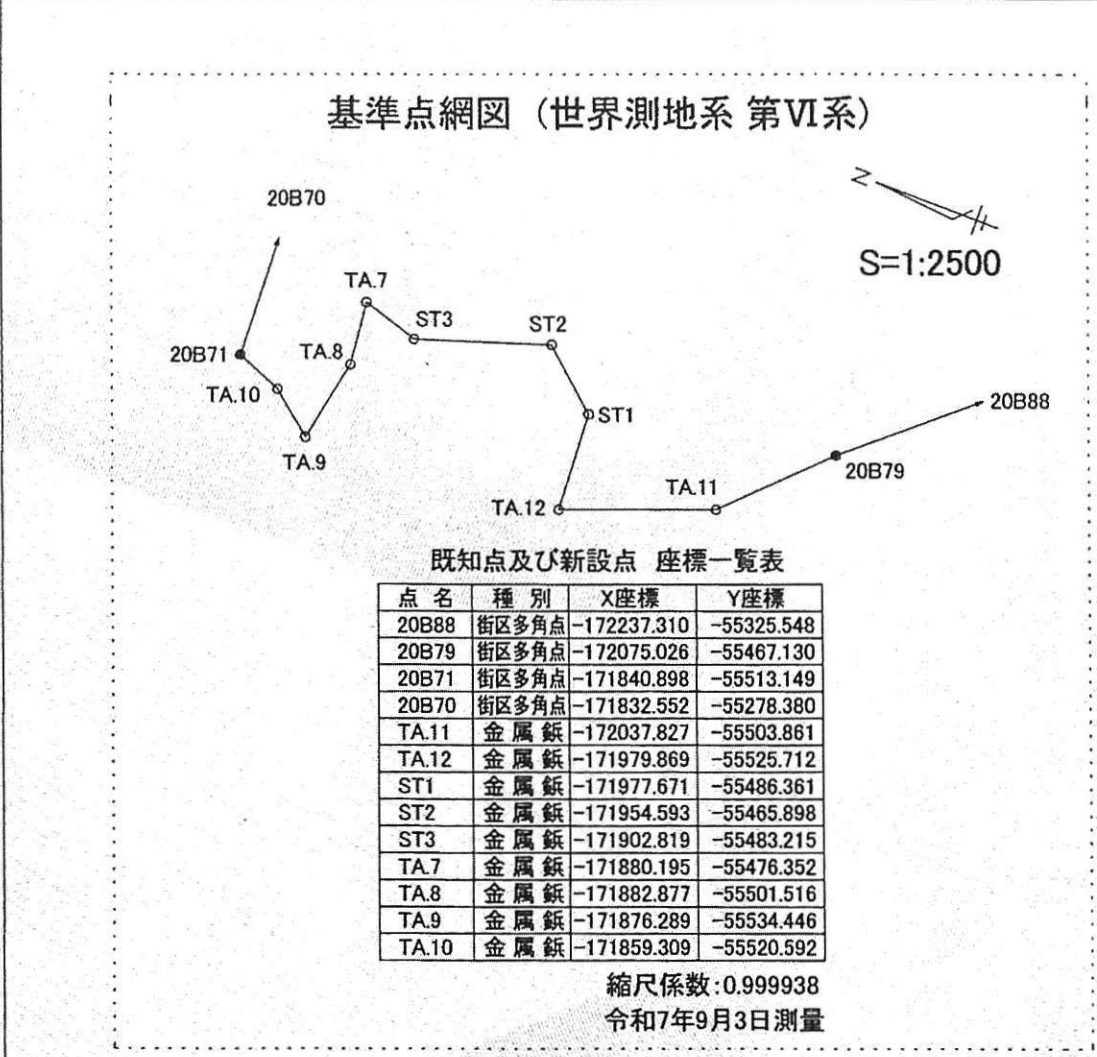 基準点網図 (世界測地系 第Ⅵ系)
N
S=1:2500
20B70
TA.7
ST3
ST2
20B71
TA.8
TA.10
ST1
20B88
TA.9
20B79
TA.11
TA.12
既知点及び新設点 座標一覧表
点 名 種 別 X座標 Y座標
20B88 街区多角点 -172237.310 -55325.548
20B79 街区多角点 -172075.026 -55467.130
20B71 街区多角点 -171840.898 -55513.149
20B70 街区多角点 -171832.552 -55278.380
TA.11 金 属 鋲 -172037.827 -55503.861
TA.12 金 属 鋲 -171979.869 -55525.712
ST1 金 属 鋲 -171977.671 -55486.361
ST2 金 属 鋲 -171954.593 -55465.898
ST3 金 属 鋲 -171902.819 -55483.215
TA.7 金 属 鋲 -171880.195 -55476.352
TA.8 金 属 鋲 -171882.877 -55501.516
TA.9 金 属 鋲 -171876.289 -55534.446
TA.10 金 属 鋲 -171859.309 -55520.592
縮尺係数:0.999938
令和7年9月3日測量